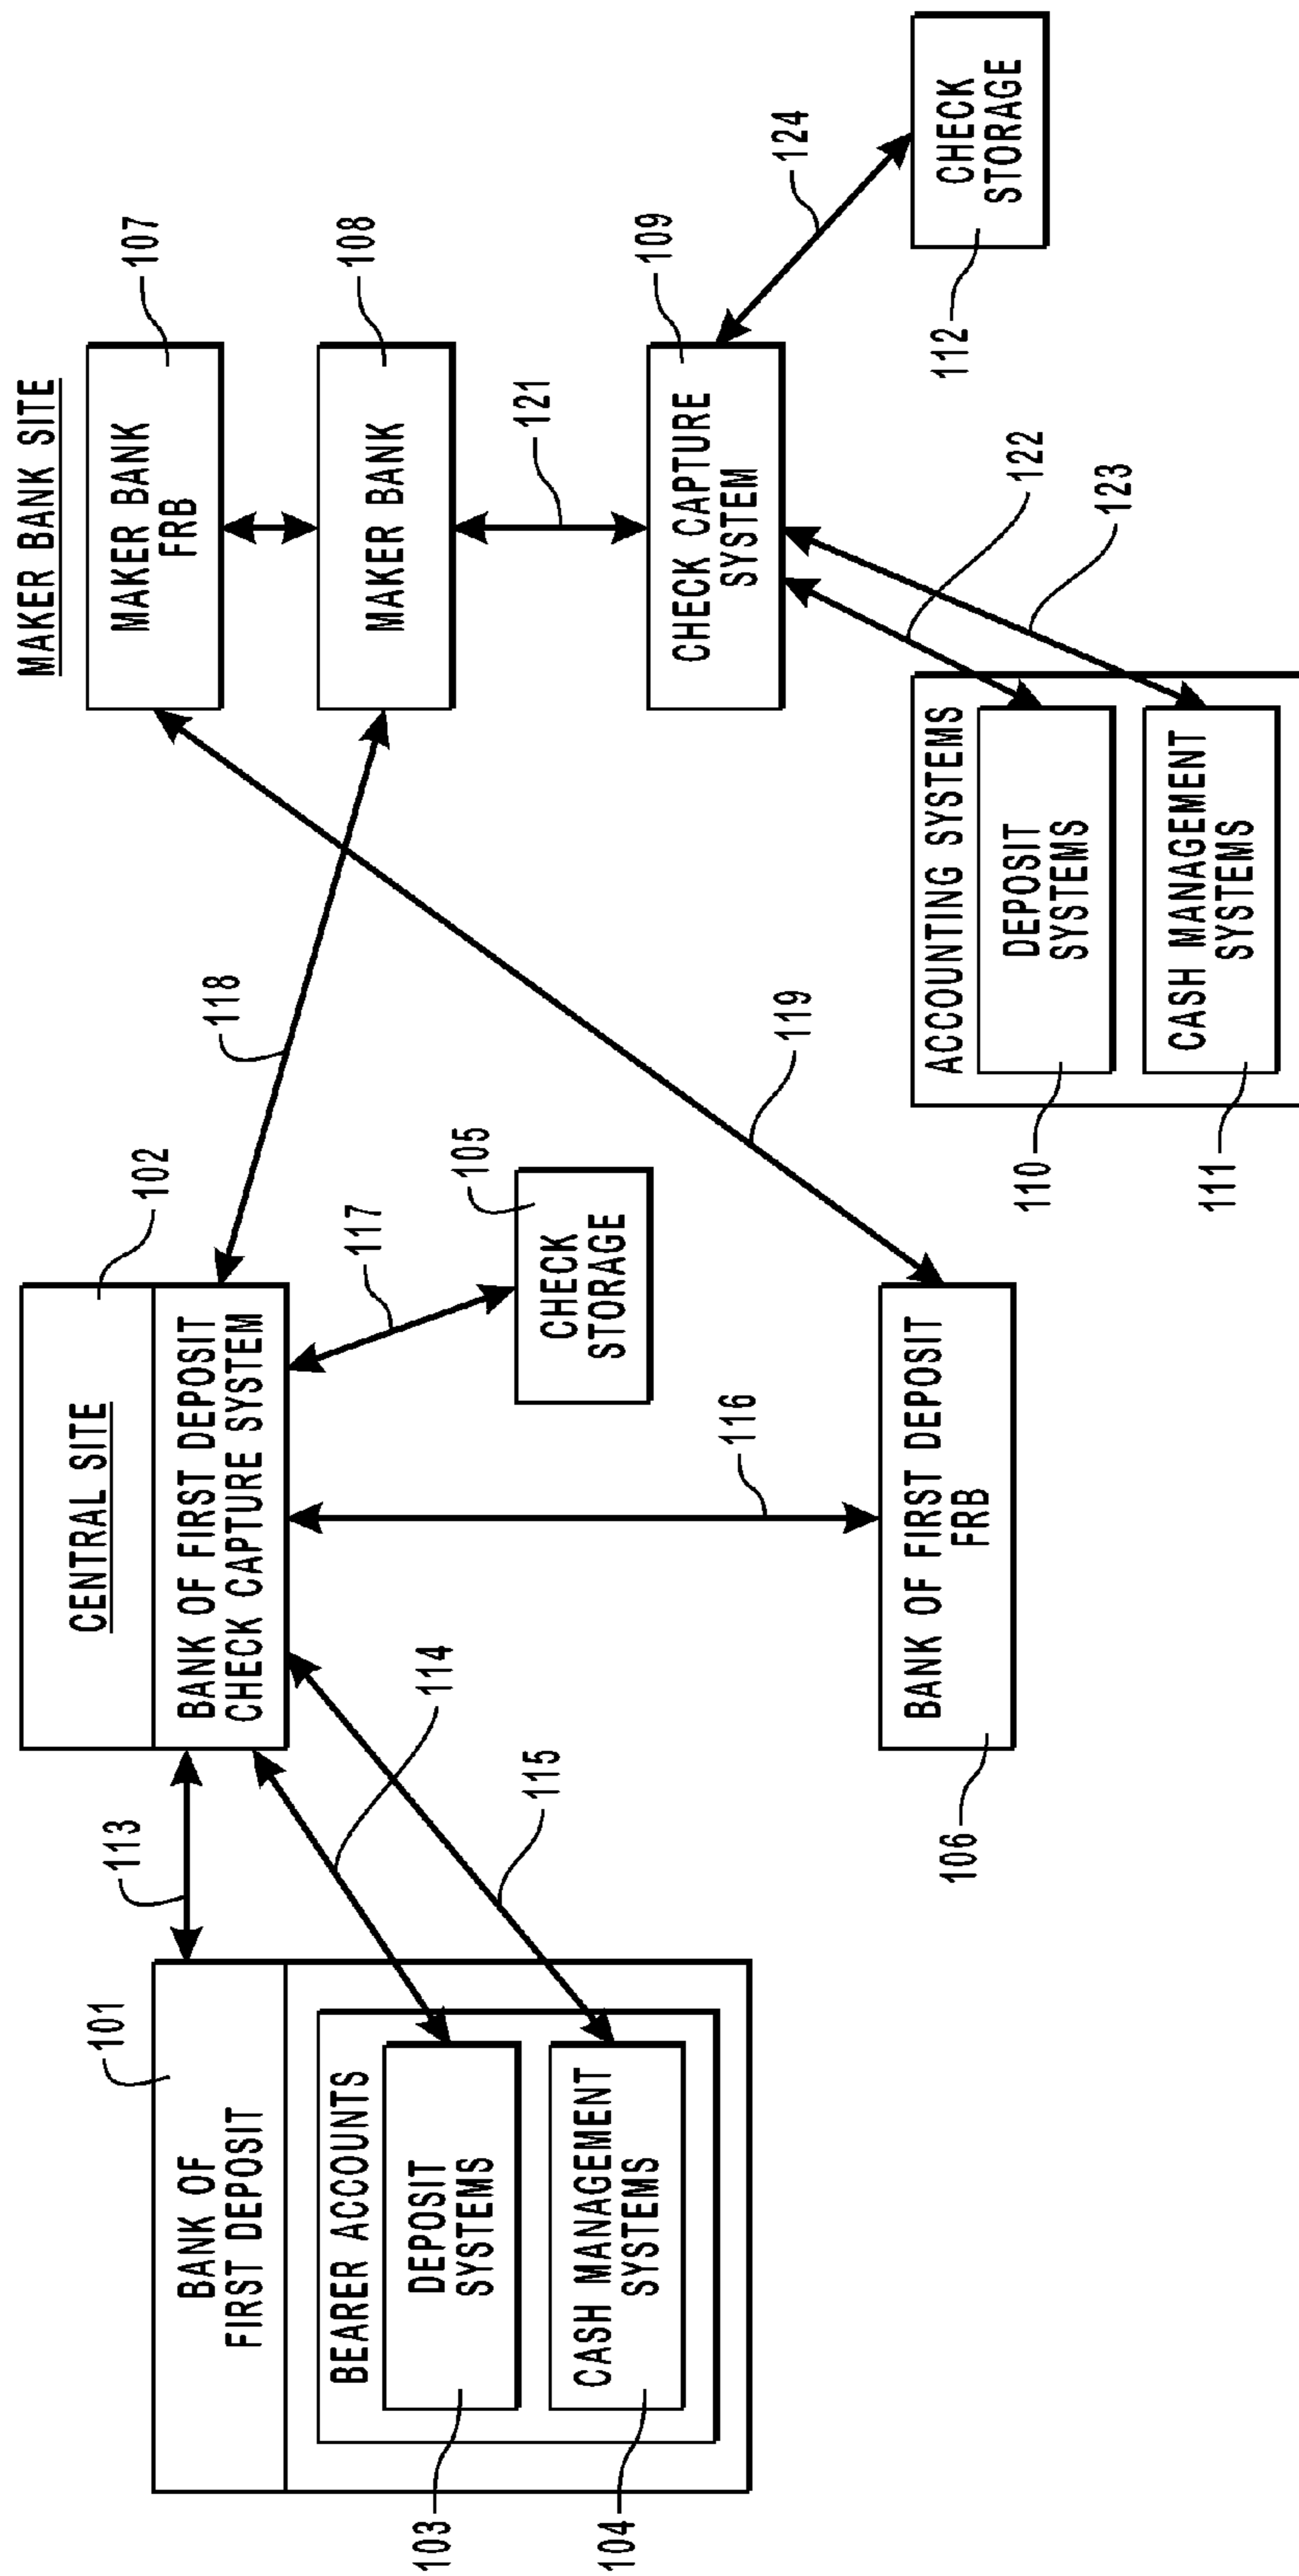 101
BANK OF
FIRST DEPOSIT
BEARER ACCOUNTS
DEPOSIT
SYSTEMS
CASH MANAGEMENT
SYSTEMS
103
104
113
114
115
CENTRAL SITE
102
BANK OF FIRST DEPOSIT
CHECK CAPTURE SYSTEM
117
105
CHECK
STORAGE
116
BANK OF FIRST DEPOSIT
FRB
106
118
119
MAKER BANK SITE
107
MAKER BANK
FRB
108
MAKER BANK
121
109
CHECK CAPTURE
SYSTEM
124
CHECK
STORAGE
112
122
123
ACCOUNTING SYSTEMS
DEPOSIT
SYSTEMS
CASH MANAGEMENT
SYSTEMS
110
111